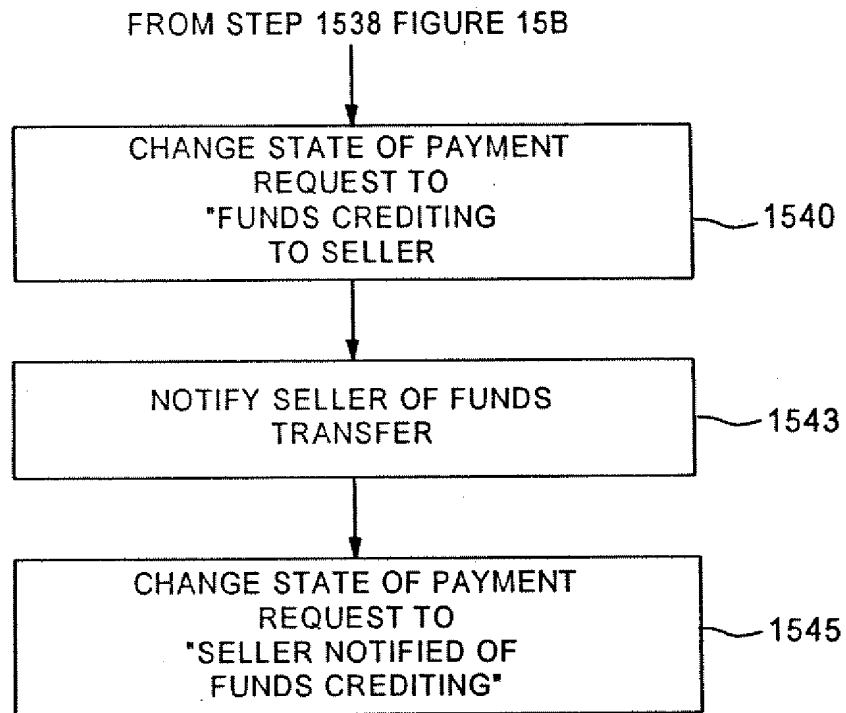 FROM STEP 1538 FIGURE 15B
CHANGE STATE OF PAYMENT
REQUEST TO
"FUNDS CREDITING
TO SELLER
1540
NOTIFY SELLER OF FUNDS
TRANSFER
1543
CHANGE STATE OF PAYMENT
REQUEST TO
"SELLER NOTIFIED OF
FUNDS CREDITING"
1545